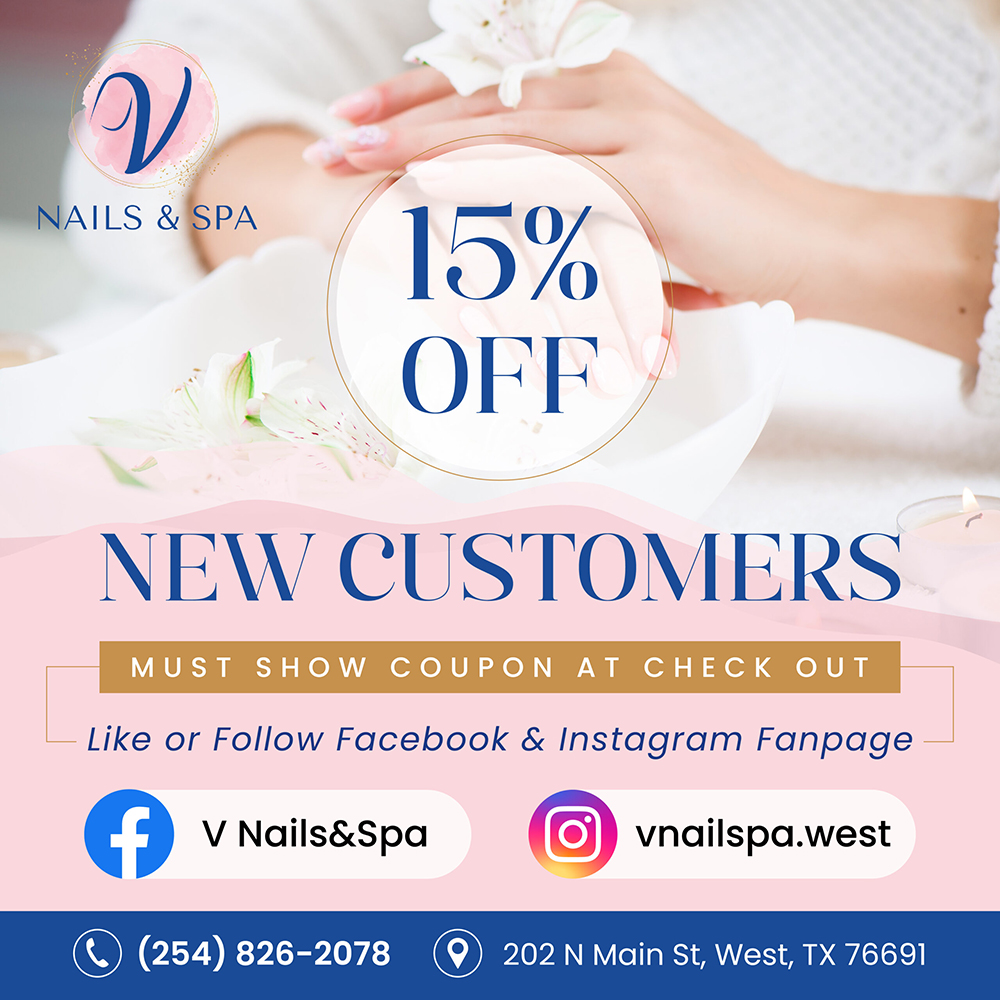 V
NAILS & SPA
15%
OFF
NEW CUSTOMERS
MUST SHOW COUPON AT CHECK OUT
Like or Follow Facebook & Instagram Fanpage
V Nails&Spa
vnailspa.west
(254) 826-2078
202 N Main St, West, TX 76691